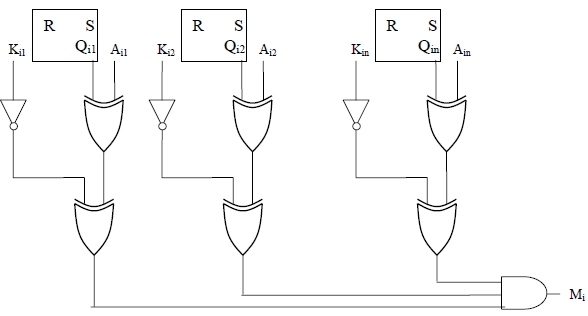 R S R S R S
K_i1 Q_i1 A_i1 K_i2 Q_i2 A_i2 K_in Q_in A_in
M_i